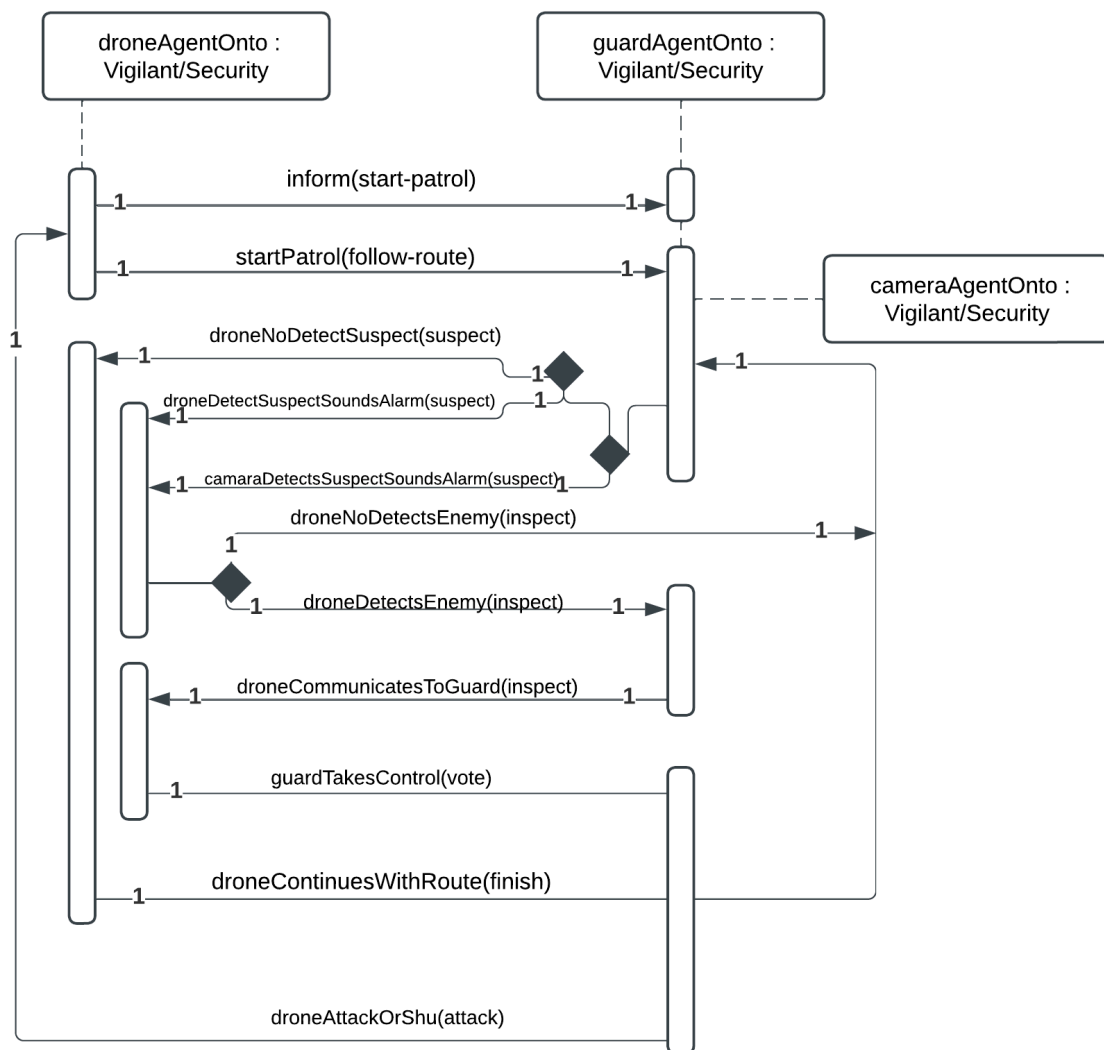 droneAgentOnto :
Vigilant/Security
guardAgentOnto :
Vigilant/Security
inform(start-patrol)
1
1
startPatrol(follow-route)
1
1
cameraAgentOnto :
Vigilant/Security
1
droneNoDetectSuspect(suspect)
1
1
1
droneDetectSuspectSoundsAlarm(suspect)
1
1
camaraDetectsSuspectSoundsAlarm(suspect)
1
1
droneNoDetectsEnemy(inspect)
1
1
droneDetectsEnemy(inspect)
1
1
droneCommunicatesToGuard(inspect)
1
1
guardTakesControl(vote)
1
droneContinuesWithRoute(finish)
1
droneAttackOrShu(attack)